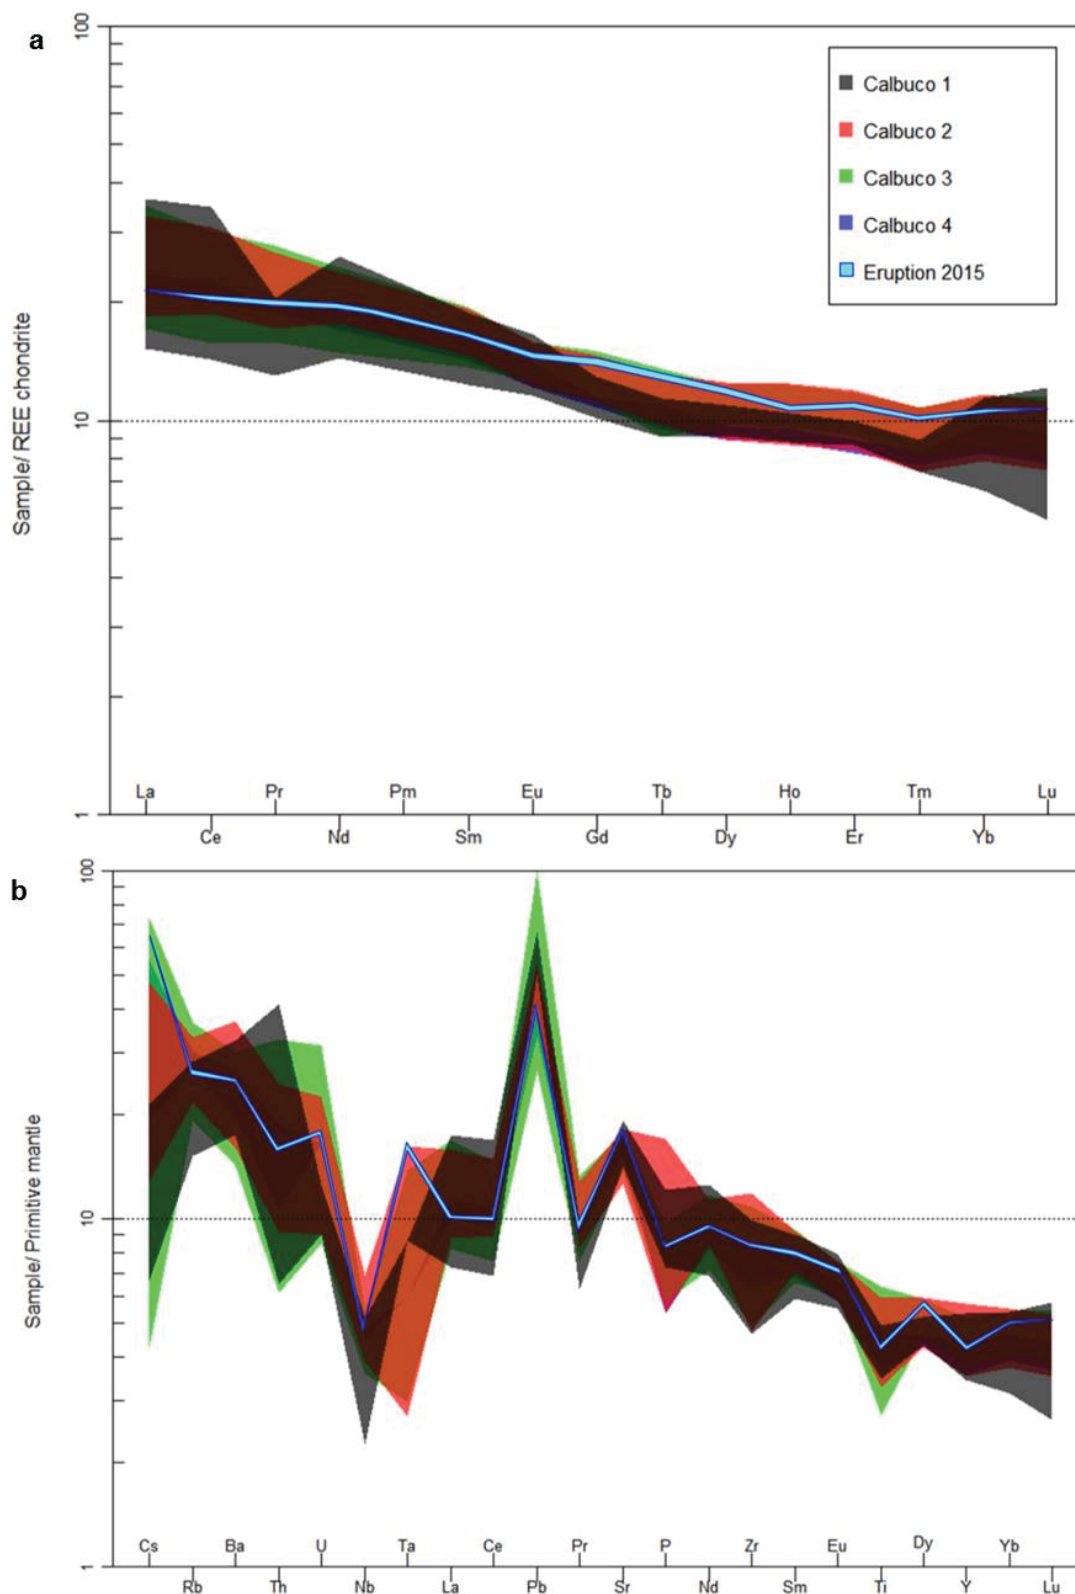 a
100
Calbuco 1
Calbuco 2
Calbuco 3
Calbuco 4
Eruption 2015
Sample/ REE chondrite
10
La Pr Pm Eu Tb Ho Tm Lu
1
Ce Nd Sm Gd Dy Er Yb
b
100
Sample/ Primitive mantle
10
Cs Ba U Ta Ce Pr P Zr Eu Dy Yb
1
Rb Th Nb La Pb Sr Nd Sm Ti Y Lu